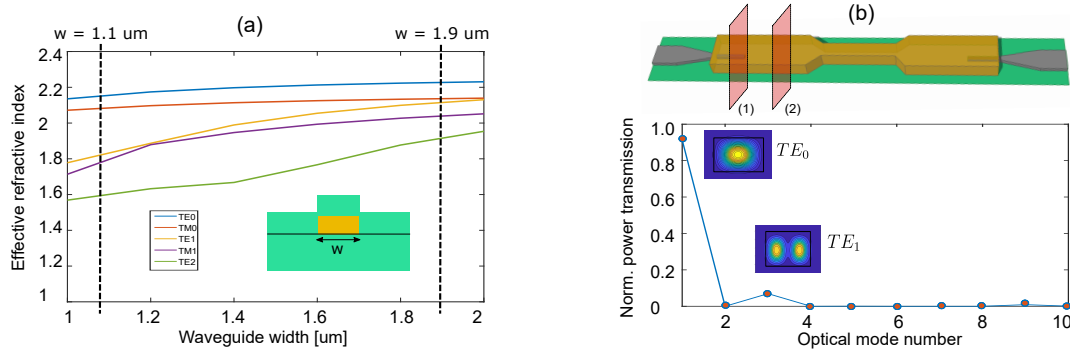 (a)
w = 1.1 um
w = 1.9 um
Effective refractive index
2.4
2.2
2
1.8
1.6
1.4
1.2
1
TE0
TM0
TE1
TM1
TE2
w
1
1.2
1.4
1.6
1.8
2
Waveguide width [um]
(b)
(1)
(2)
Norm. power transmission
1.0
0.8
0.6
0.4
0.2
0
TE0
TE1
2
4
6
8
10
Optical mode number